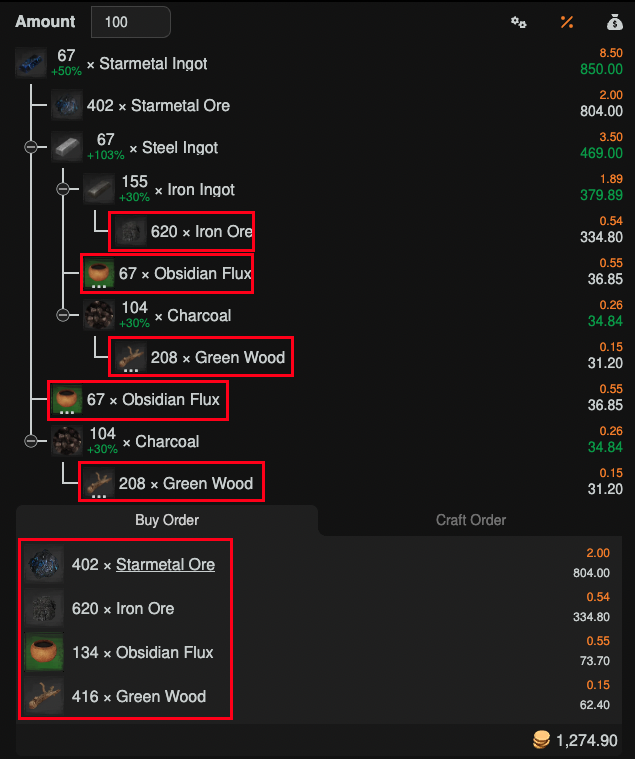 Amount 100
67 +50% × Starmetal Ingot 8.50 850.00
402 × Starmetal Ore 2.00 804.00
67 +103% × Steel Ingot 3.50 469.00
155 +30% × Iron Ingot 1.89 379.89
620 × Iron Ore 0.54 334.80
67 × Obsidian Flux 0.55 36.85
104 +30% × Charcoal 0.26 34.84
208 × Green Wood 0.15 31.20
67 × Obsidian Flux 0.55 36.85
104 +30% × Charcoal 0.26 34.84
208 × Green Wood 0.15 31.20
Buy Order Craft Order
402 × Starmetal Ore 2.00 804.00
620 × Iron Ore 0.54 334.80
134 × Obsidian Flux 0.55 73.70
416 × Green Wood 0.15 62.40
1,274.90